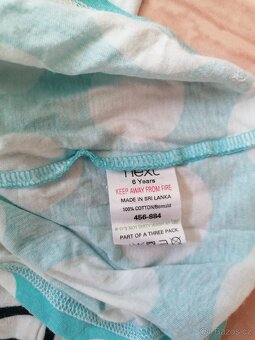 next
6 Years
KEEP AWAY FROM FIRE
MADE IN SRI LANKA
100% COTTON/Bomuld
456-884
PART OF A THREE PACK